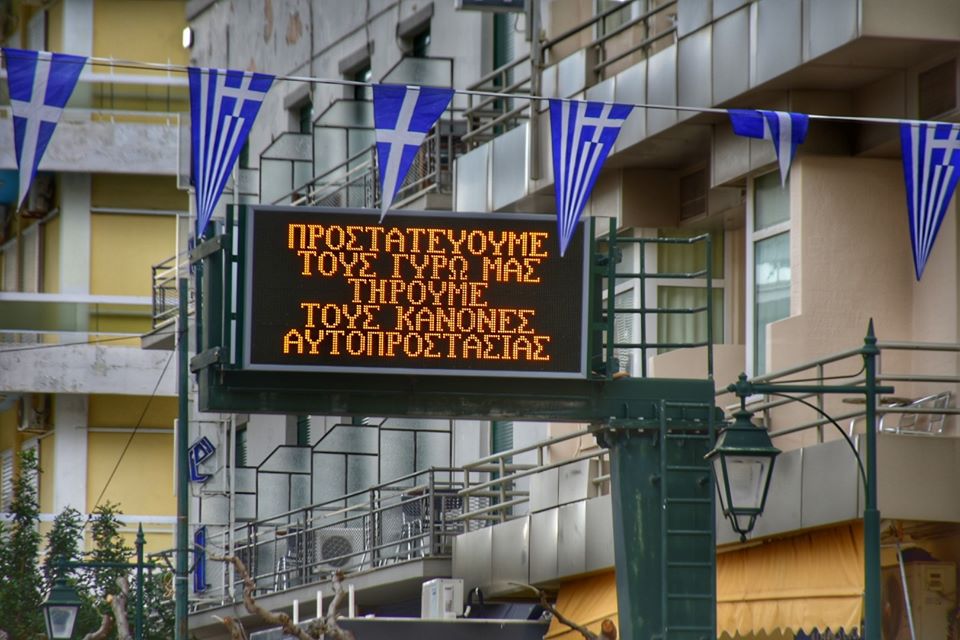 ΠΡΟΣΤΑΤΕΥΟΥΜΕ
ΤΟΥΣ ΓΥΡΩ ΜΑΣ
ΤΗΡΟΥΜΕ
ΤΟΥΣ ΚΑΝΟΝΕΣ
ΑΥΤΟΠΡΟΣΤΑΣΙΑΣ